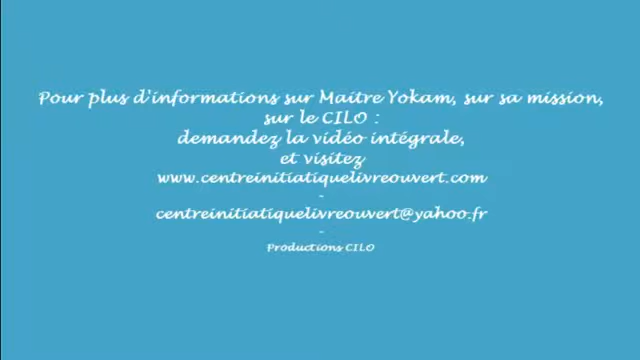 Pour plus d'informations sur Maître Yokam, sur sa mission,
sur le CILO :
demandez la vidéo intégrale,
et visitez
www.centreinitiatiquelivreouvert.com
-
centreinitiatiquelivreouvert@yahoo.fr
-
Productions CILO